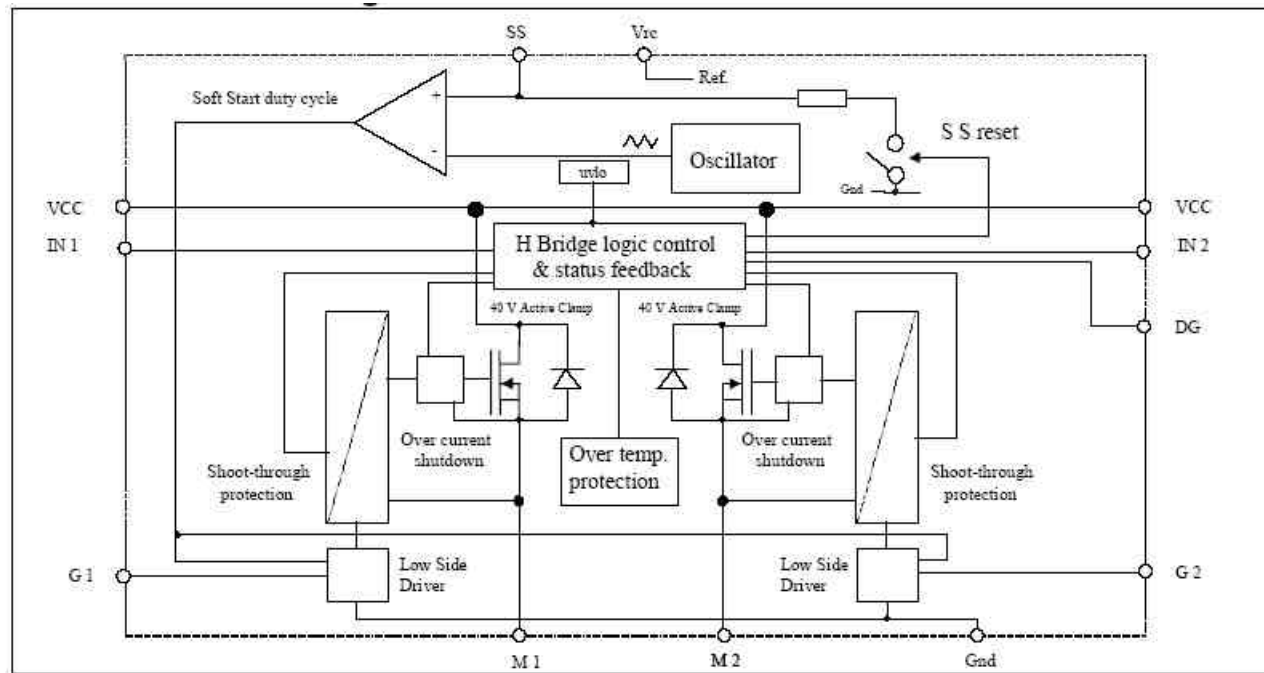 SS
Vrc
Ref.
Soft Start duty cycle
+
-
S S reset
Oscillator
uvlo
Gnd
VCC
VCC
IN 1
H Bridge logic control
& status feedback
IN 2
40 V Active Clamp
40 V Active Clamp
DG
Over current
shutdown
Over temp.
protection
Over current
shutdown
Shoot-through
protection
Shoot-through
protection
G 1
Low Side
Driver
Low Side
Driver
G 2
M 1
M 2
Gnd